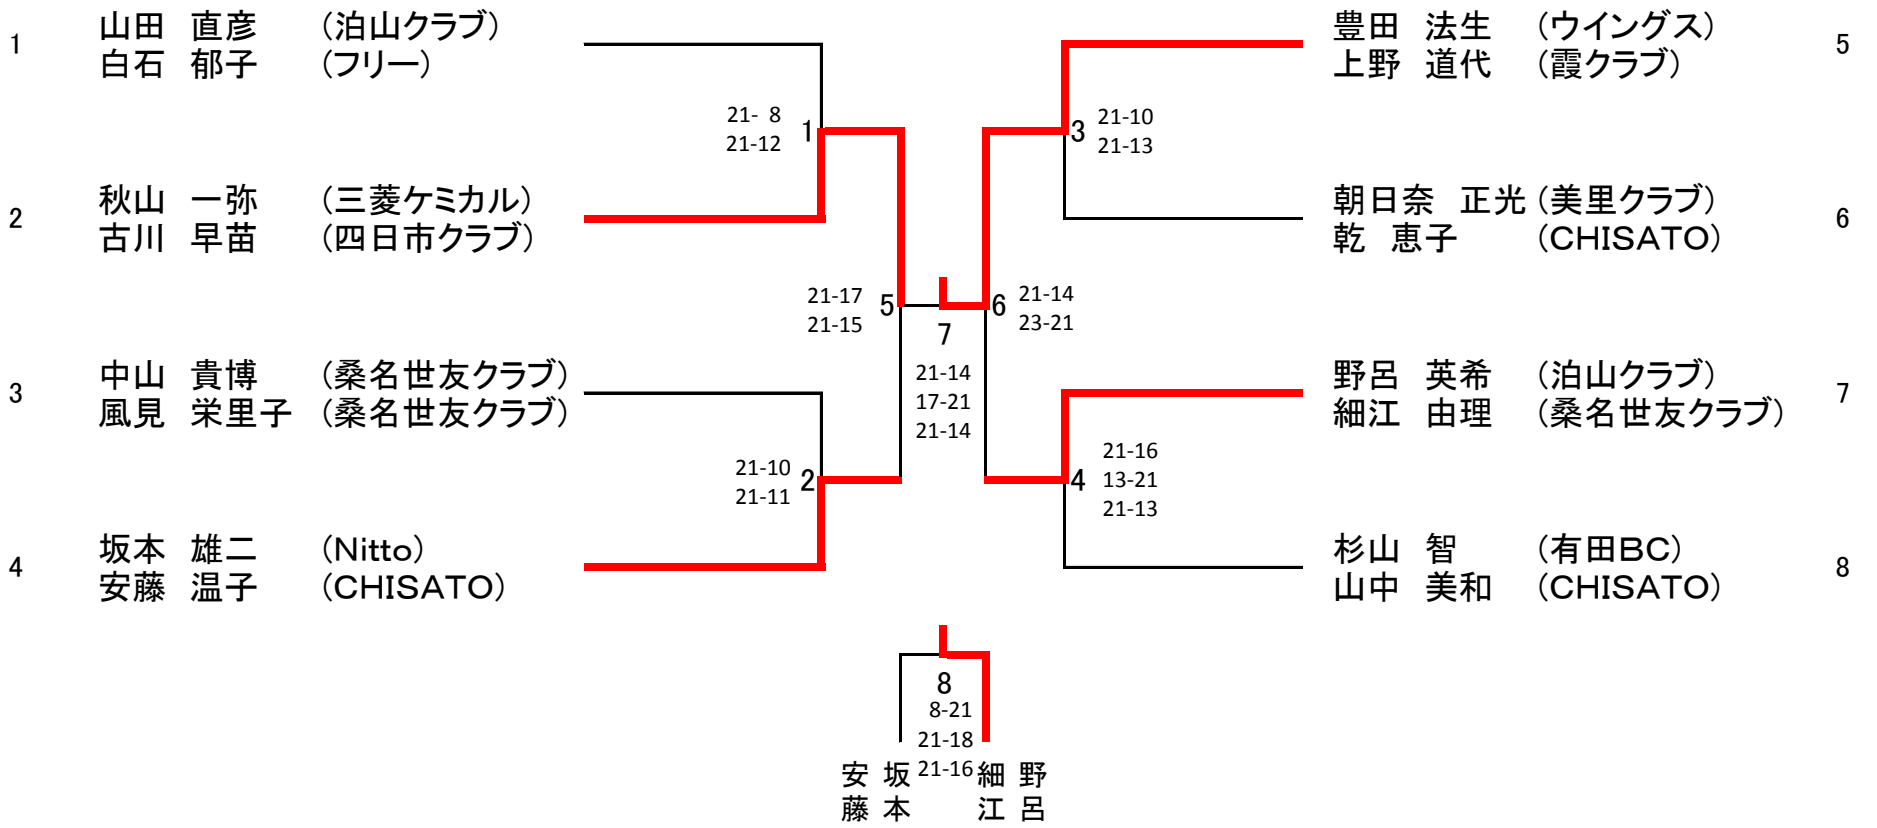 1
山田 直彦 (泊山クラブ)
白石 郁子 (フリー)
2
秋山 一弥 (三菱ケミカル)
古川 早苗 (四日市クラブ)
3
中山 貴博 (桑名世友クラブ)
風見 栄里子 (桑名世友クラブ)
4
坂本 雄二 (Nitto)
安藤 温子 (CHISATO)
21- 8
21-12
1
21-10
21-11
2
21-17
21-15
5
7
21-14
17-21
21-14
6
21-14
23-21
3
21-10
21-13
4
21-16
13-21
21-13
豊田 法生 (ウイングス)
上野 道代 (霞クラブ)
5
朝日奈 正光 (美里クラブ)
乾 恵子 (CHISATO)
6
野呂 英希 (泊山クラブ)
細江 由理 (桑名世友クラブ)
7
杉山 智 (有田BC)
山中 美和 (CHISATO)
8
8
8-21
21-18
21-16
坂本
安藤
野呂
細江